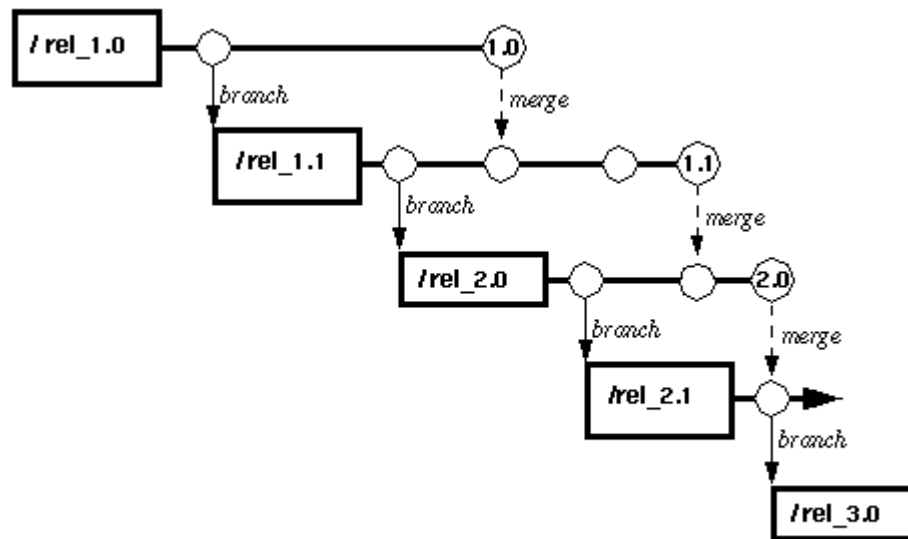 / rel_1.0
1.0
branch
merge
/rel_1.1
1.1
branch
merge
/rel_2.0
2.0
branch
merge
/rel_2.1
branch
/rel_3.0